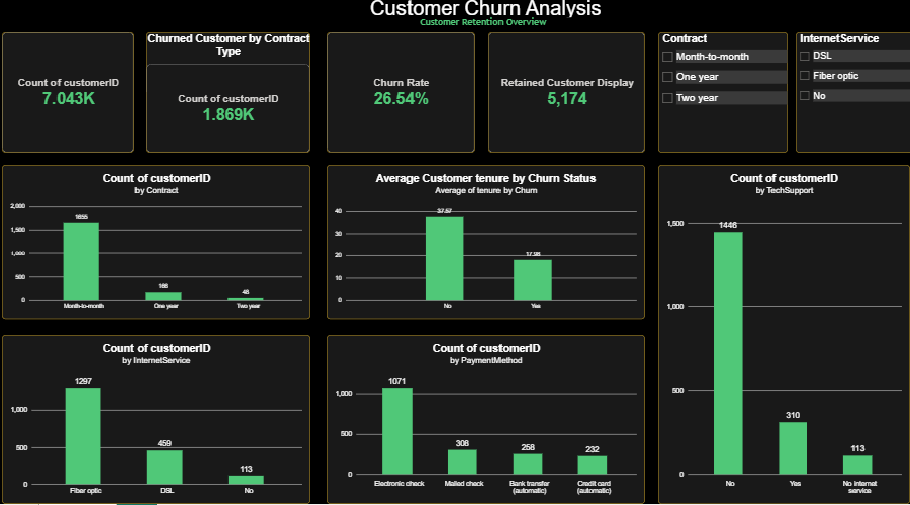 Customer Churn Analysis
Customer Retention Overview
Count of customerID
7.043K
Churned Customer by Contract
Type
Count of customerID
1.869K
Churn Rate
26.54%
Retained Customer Display
5,174
Contract
Month-to-month
One year
Two year
InternetService
DSL
Fiber optic
No
Count of customerID
by Contract
2,000
1,500
1,000
500
0
1655
166
48
Month-to-month
One year
Two year
Average Customer tenure by Churn Status
Average of tenure by Churn
40
30
20
10
0
37.57
17.98
No
Yes
Count of customerID
by TechSupport
1,500
1,000
500
0
1446
310
113
No
Yes
No internet
service
Count of customerID
by InternetService
1,000
500
0
1297
459
113
Fiber optic
DSL
No
Count of customerID
by PaymentMethod
1,000
500
0
1071
308
258
232
Electronic check
Mailed check
Bank transfer
(automatic)
Credit card
(automatic)